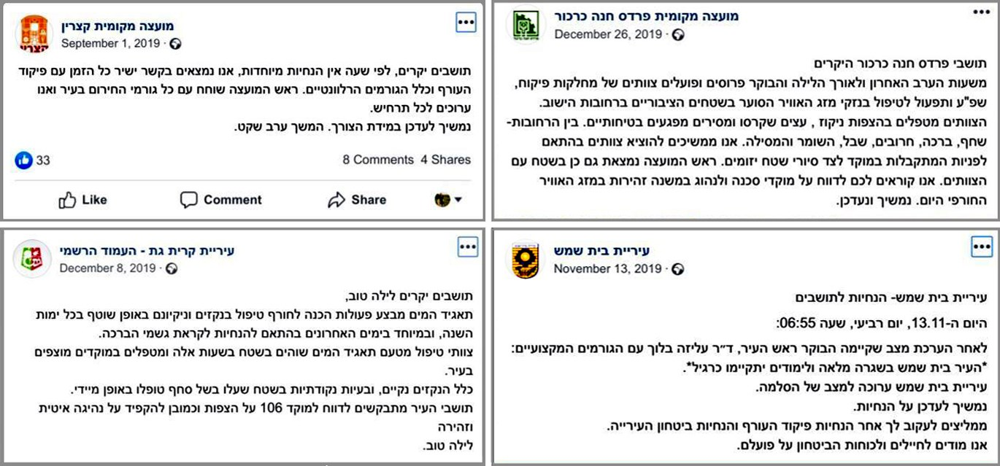 מועצה מקומית קצרין
September 1, 2019
קצרין
תושבים יקרים, לפי שעה אין הנחיות מיוחדות, אנו נמצאים בקשר ישיר כל הזמן עם פיקוד
העורף וכלל הגורמים הרלוונטיים. ראש המועצה שוחח עם כל גורמי החירום בעיר ואנו
ערוכים לכל תרחיש.
נמשיך לעדכן במידת הצורך. המשך ערב שקט.
33 8 Comments 4 Shares
Like Comment Share
מועצה מקומית פרדס חנה כרכור
December 26, 2019
תושבי פרדס חנה כרכור היקרים
משעות הערב האחרון ולאורך הלילה והבוקר פרוסים ופועלים צוותים של מחלקות פיקוח,
שפ"ע ותפעול לטיפול בנזקי מזג האוויר הסוער בשטחים הציבוריים ברחובות הישוב.
הצוותים מטפלים בהצפות ניקוז , עצים שקרסו ומסירים מפגעים בטיחותיים. בין הרחובות-
שחף, ברכה, חרובים, שבל, השומר והמסילה. אנו ממשיכים להוציא צוותים בהתאם
לפניות המתקבלות במוקד לצד סיורי שטח יזומים. ראש המועצה נמצאת גם כן בשטח עם
הצוותים. אנו קוראים לכם לדווח על מוקדי סכנה ולנהוג במשנה זהירות במזג האוויר
החורפי היום. נמשיך ונעדכן.
עיריית קרית גת - העמוד הרשמי
December 8, 2019
תושבים יקרים לילה טוב,
תאגיד המים מבצע פעולות הכנה לחורף טיפול בנקזים וניקיונם באופן שוטף בכל ימות
השנה, ובמיוחד בימים האחרונים בהתאם להנחיות לקראת גשמי הברכה.
צוותי טיפול מטעם תאגיד המים שוהים בשטח בשעות אלה ומטפלים במוקדים מוצפים
בעיר.
כלל הנקזים נקיים, ובעיות נקודתיות בשטח שעלו בשל סחף טופלו באופן מיידי.
תושבי העיר מתבקשים לדווח למוקד 106 על הצפות וכמובן להקפיד על נהיגה איטית
וזהירה
לילה טוב.
עיריית בית שמש
November 13, 2019
עיריית בית שמש- הנחיות לתושבים
היום ה-13.11, יום רביעי, שעה 06:55:
לאחר הערכת מצב שקיימה הבוקר ראש העיר, ד״ר עליזה בלוך עם הגורמים המקצועיים:
*העיר בית שמש בשגרה מלאה ולימודים יתקיימו כרגיל*.
עיריית בית שמש ערוכה למצב של הסלמה.
נמשיך לעדכן על הנחיות.
ממליצים לעקוב לך אחר הנחיות פיקוד העורף והנחיות ביטחון העירייה.
אנו מודים לחיילים ולכוחות הביטחון על פועלם.